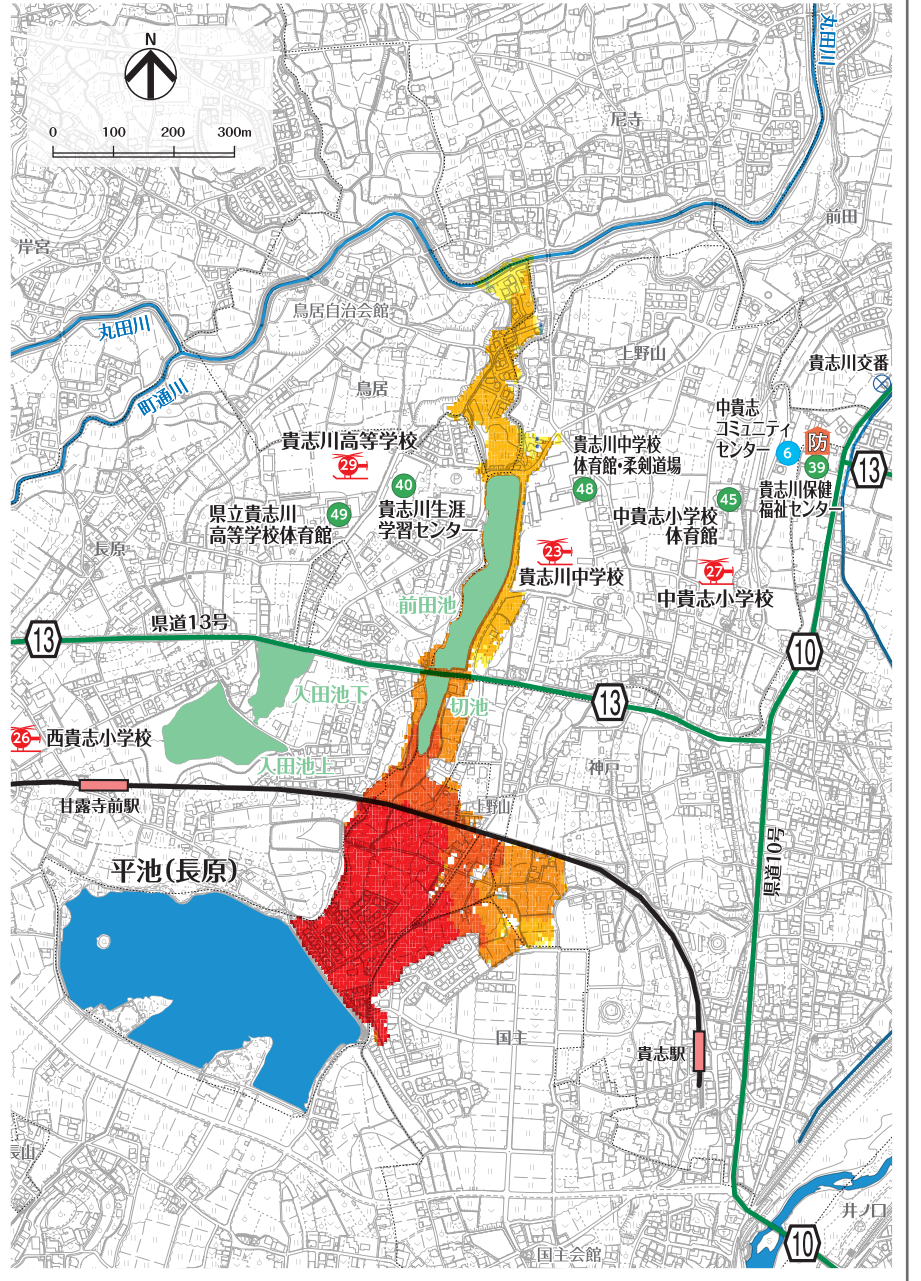 N
0 100 200 300m
丸田川
尼寺
前田
岸宮
鳥居自治会館
丸田川
上野山
貴志川交番
鳥居
町通川
中貴志
コミュニティ
センター
6
防
39
13
貴志川保健
福祉センター
貴志川高等学校
29
40
貴志川生涯
学習センター
貴志川中学校
体育館・柔剣道場
48
45
中貴志小学校
体育館
県立貴志川
高等学校体育館
49
長原
23
貴志川中学校
27
中貴志小学校
前田池
県道13号
13
10
入田池下
切池
13
26
西貴志小学校
入田池上
神戸
甘露寺前駅
上野山
県道10号
平池(長原)
国主
貴志駅
長山
井ノ口
10
国主会館